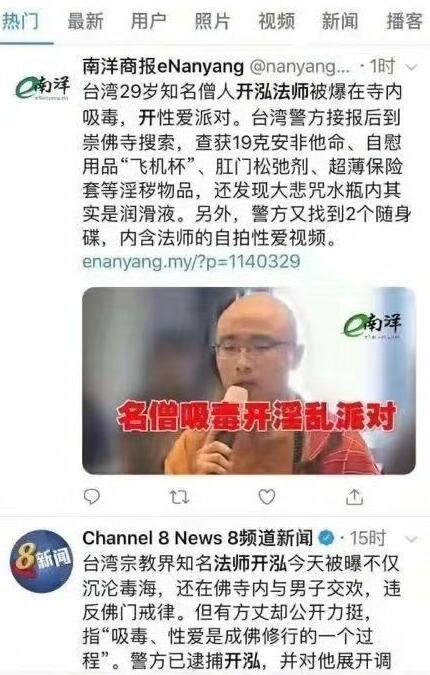 热门 最新 用户 照片 视频 新闻 播客
南洋商报eNanyang @nanyang... · 1时
e南洋
台湾29岁知名僧人开泓法师被爆在寺内
吸毒，开性爱派对。台湾警方接报后到
崇佛寺搜索，查获19克安非他命、自慰
用品“飞机杯”、肛门松弛剂、超薄保险
套等淫秽物品，还发现大悲咒水瓶内其
实是润滑液。另外，警方又找到2个随身
碟，内含法师的自拍性爱视频。
enanyang.my/?p=1140329
e南洋
名僧吸毒开淫乱派对
Channel 8 News 8频道新闻 · 15时
8新闻
台湾宗教界知名法师开泓今天被曝不仅
沉沦毒海，还在佛寺内与男子交欢，违
反佛门戒律。但有方丈却公开力挺，
指“吸毒、性爱是成佛修行的一个过
程”。警方已逮捕开泓，并对他展开调